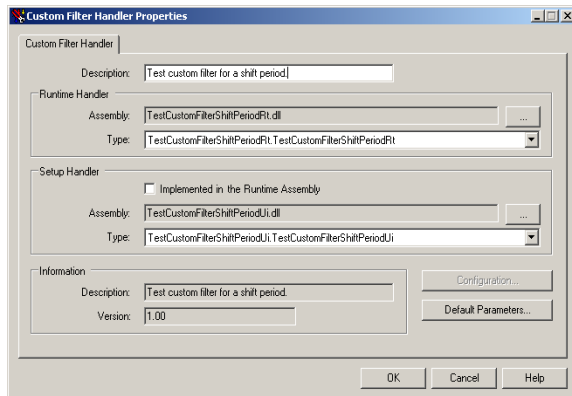 Custom Filter Handler Properties
Custom Filter Handler
Description: Test custom filter for a shift period.
Runtime Handler
Assembly: TestCustomFilterShiftPeriodRt.dll ...
Type: TestCustomFilterShiftPeriodRt.TestCustomFilterShiftPeriodRt
Setup Handler
Implemented in the Runtime Assembly
Assembly: TestCustomFilterShiftPeriodUi.dll ...
Type: TestCustomFilterShiftPeriodUi.TestCustomFilterShiftPeriodUi
Information
Configuration...
Description: Test custom filter for a shift period.
Default Parameters...
Version: 1.00
OK Cancel Help